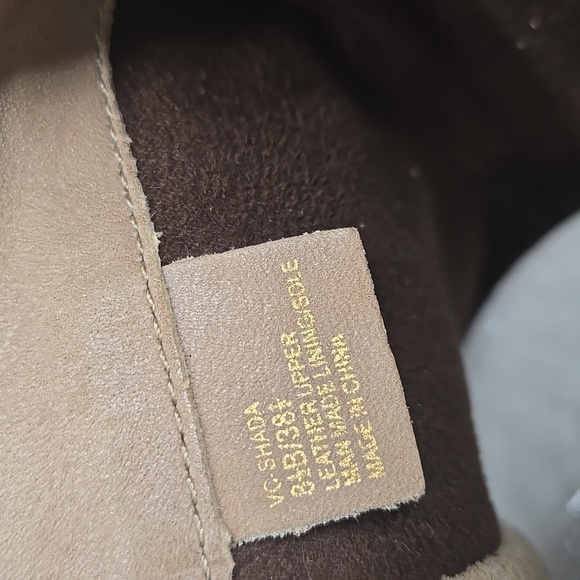 VC-SHADA
8½B/38½
LEATHER UPPER
MAN MADE LINING/SOLE
MADE IN CHINA